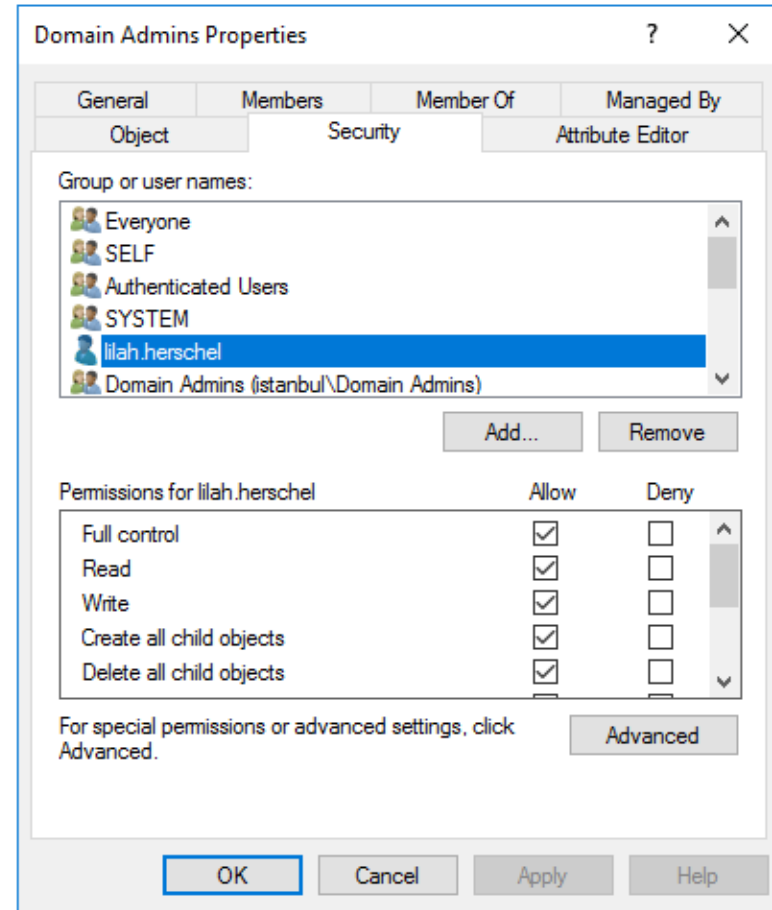 Domain Admins Properties ? ×
General Members Member Of Managed By
Object Security Attribute Editor
Group or user names:
Everyone
SELF
Authenticated Users
SYSTEM
lilah.herschel
Domain Admins (istanbul\Domain Admins)
Add... Remove
Permissions for lilah.herschel Allow Deny
Full control
Read
Write
Create all child objects
Delete all child objects
For special permissions or advanced settings, click Advanced
Advanced.
OK Cancel Apply Help